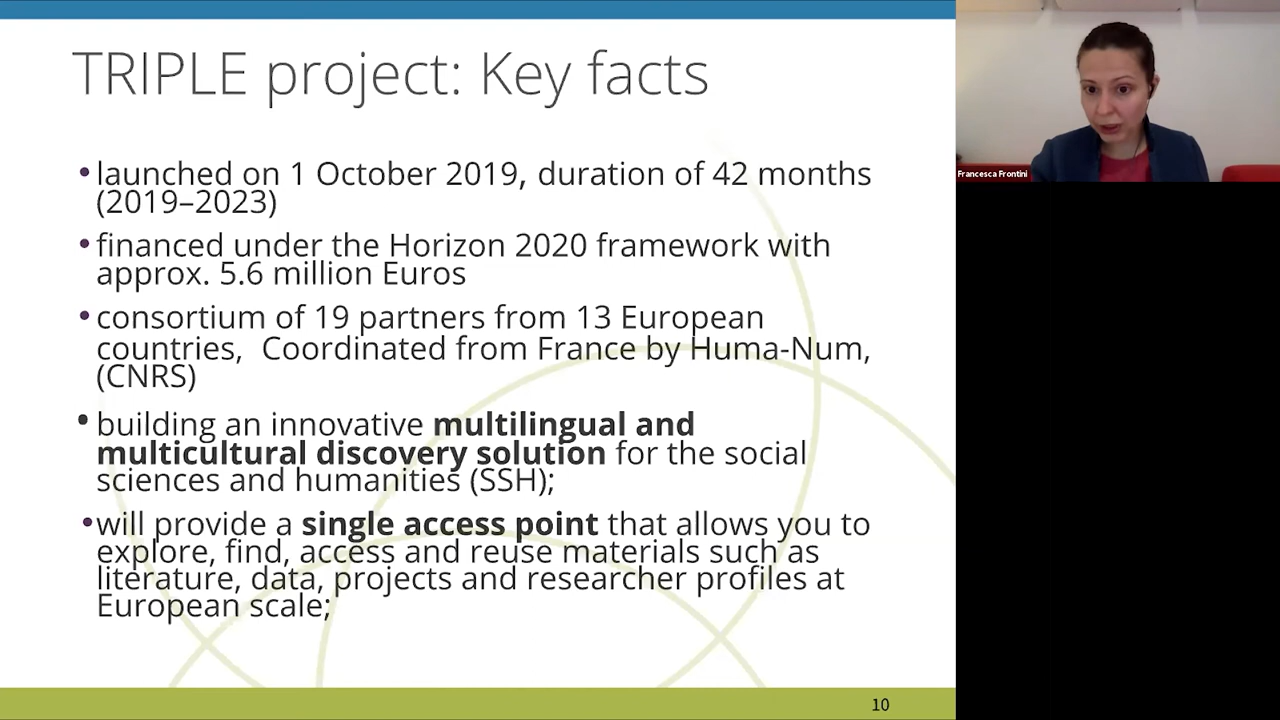 TRIPLE project: Key facts
•launched on 1 October 2019, duration of 42 months
(2019–2023)
•financed under the Horizon 2020 framework with
approx. 5.6 million Euros
•consortium of 19 partners from 13 European
countries,  Coordinated from France by Huma-Num,
(CNRS)
•building an innovative multilingual and
multicultural discovery solution for the social
sciences and humanities (SSH);
•will provide a single access point that allows you to
explore, find, access and reuse materials such as
literature, data, projects and researcher profiles at
European scale;
10
Francesca Frontini